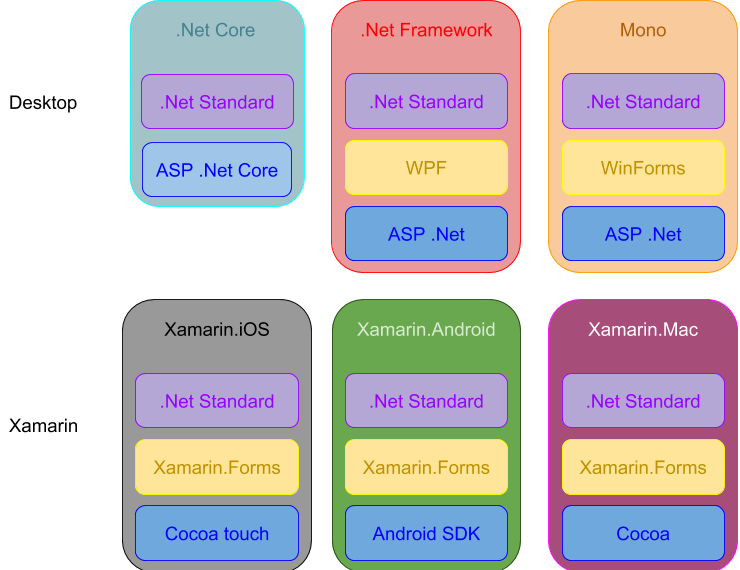 .Net Core
.Net Framework
Mono
Desktop
.Net Standard
.Net Standard
.Net Standard
ASP .Net Core
WPF
WinForms
ASP .Net
ASP .Net
Xamarin.iOS
Xamarin.Android
Xamarin.Mac
.Net Standard
.Net Standard
.Net Standard
Xamarin
Xamarin.Forms
Xamarin.Forms
Xamarin.Forms
Cocoa touch
Android SDK
Cocoa